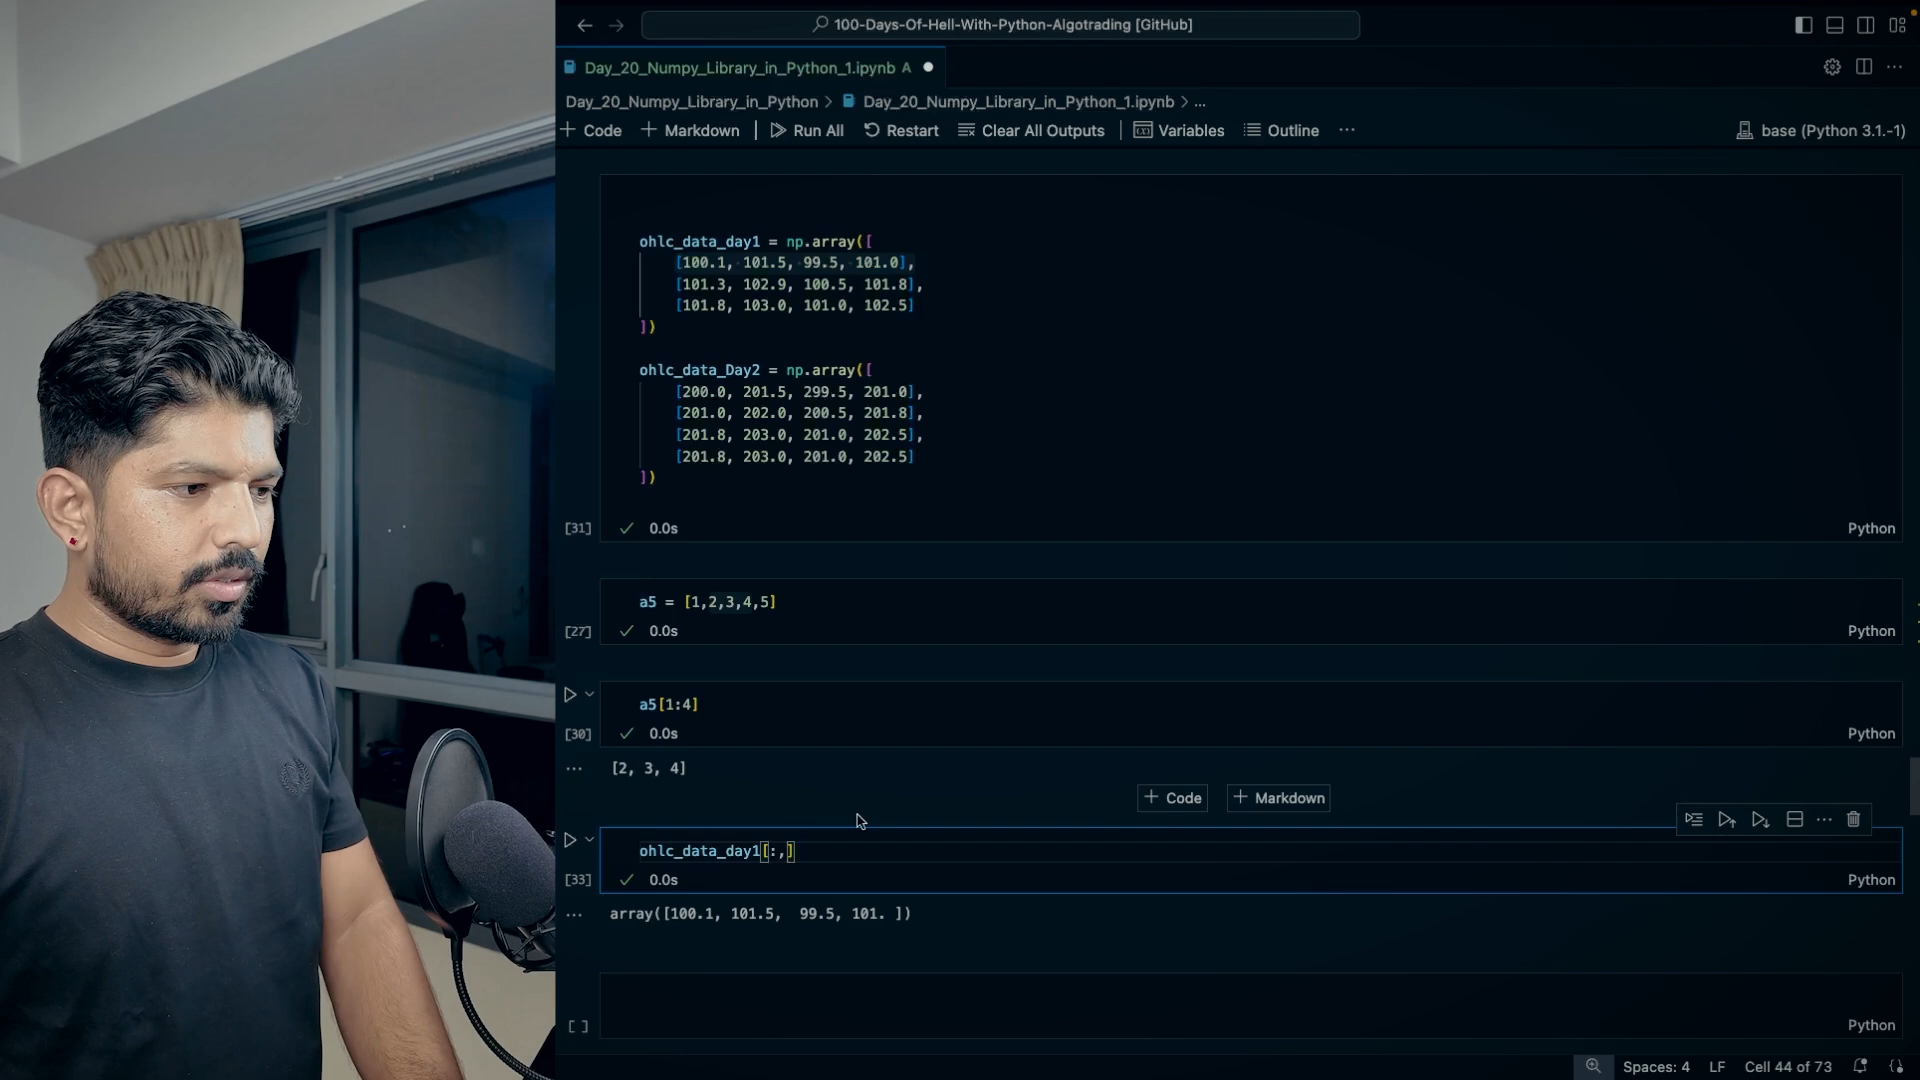 100-Days-Of-Hell-With-Python-Algotrading [GitHub]
Day_20_Numpy_Library_in_Python_1.ipynb A
Day_20_Numpy_Library_in_Python > Day_20_Numpy_Library_in_Python_1.ipynb > ...
+ Code + Markdown | Run All Restart Clear All Outputs | Variables Outline ... base (Python 3.1.-1)
ohlc_data_day1 = np.array([
[100.1, 101.5, 99.5, 101.0],
[101.3, 102.9, 100.5, 101.8],
[101.8, 103.0, 101.0, 102.5]
])
ohlc_data_Day2 = np.array([
[200.0, 201.5, 299.5, 201.0],
[201.0, 202.0, 200.5, 201.8],
[201.8, 203.0, 201.0, 202.5],
[201.8, 203.0, 201.0, 202.5]
])
[31] 0.0s Python
a5 = [1,2,3,4,5]
[27] 0.0s Python
a5[1:4]
[30] 0.0s Python
... [2, 3, 4]
+ Code + Markdown
ohlc_data_day1[:,]
[33] 0.0s Python
... array([100.1, 101.5,  99.5, 101. ])
[ ] Python
Spaces: 4 LF Cell 44 of 73